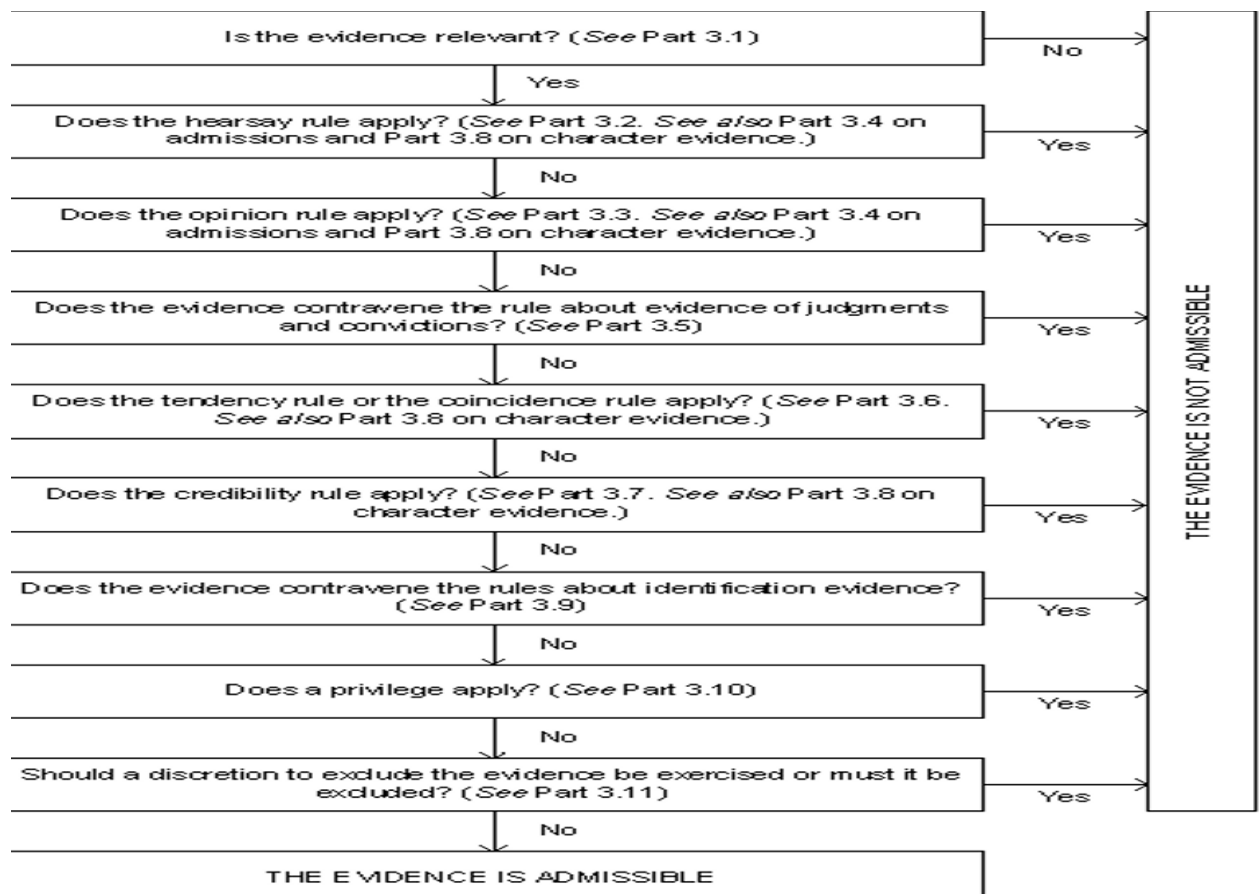 Is the evidence relevant? (See Part 3.1)
No
Yes
Does the hearsay rule apply? (See Part 3.2. See also Part 3.4 on
admissions and Part 3.8 on character evidence.)
Yes
No
Does the opinion rule apply? (See Part 3.3. See also Part 3.4 on
admissions and Part 3.8 on character evidence.)
Yes
No
Does the evidence contravene the rule about evidence of judgments
and convictions? (See Part 3.5)
Yes
No
Does the tendency rule or the coincidence rule apply? (See Part 3.6.
See also Part 3.8 on character evidence.)
Yes
No
Does the credibility rule apply? (See Part 3.7. See also Part 3.8 on
character evidence.)
Yes
No
Does the evidence contravene the rules about identification evidence?
(See Part 3.9)
Yes
No
Does a privilege apply? (See Part 3.10)
Yes
No
Should a discretion to exclude the evidence be exercised or must it be
excluded? (See Part 3.11)
Yes
No
THE EVIDENCE IS ADMISSIBLE
THE EVIDENCE IS NOT ADMISSIBLE